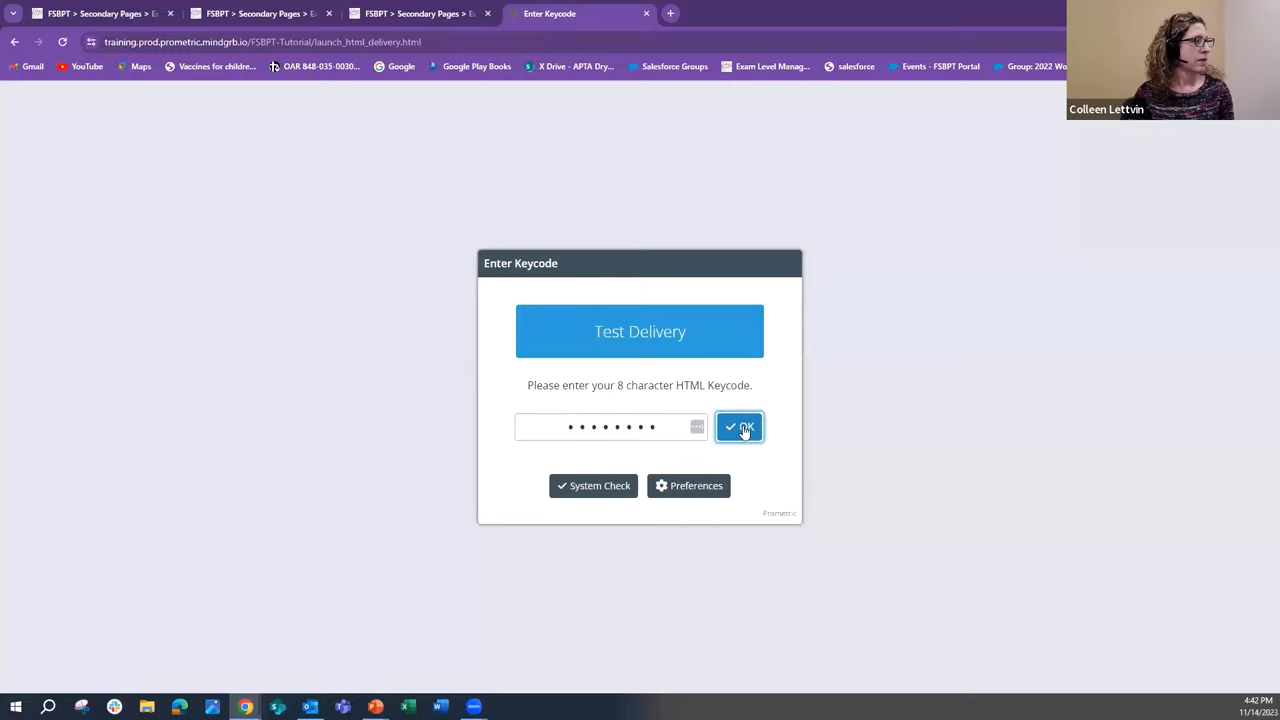 FSBPT > Secondary Pages > E
FSBPT > Secondary Pages > E
FSBPT > Secondary Pages > E
Enter Keycode
training.prod.prometric.mindgrb.io/FSBPT-Tutorial/launch_html_delivery.html
Gmail
YouTube
Maps
Vaccines for childre...
OAR 848-035-0030...
Google
Google Play Books
X Drive - APTA Dry...
Salesforce Groups
Exam Level Manag...
salesforce
Events - FSBPT Portal
Group: 2022 Wo
Colleen Lettvin
Enter Keycode
Test Delivery
Please enter your 8 character HTML Keycode.
OK
System Check
Preferences
Prometric
4:42 PM
11/14/2023